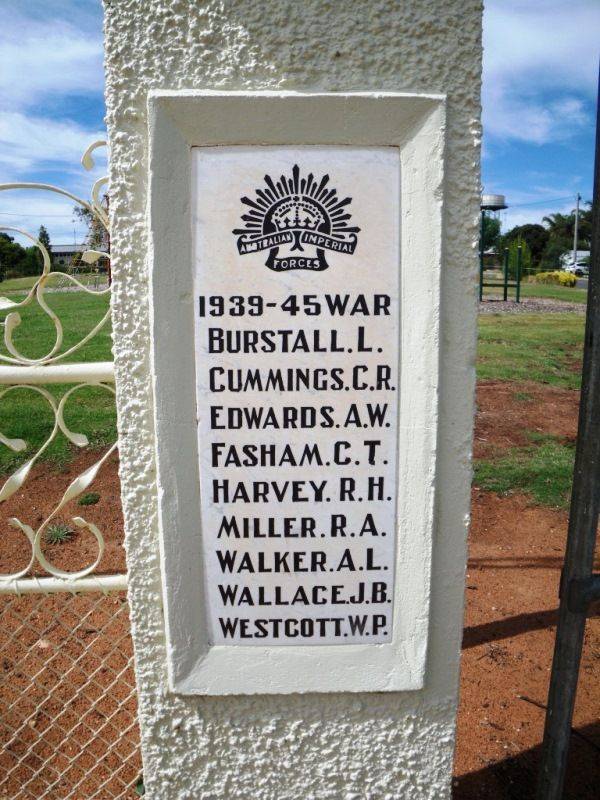 AUSTRALIAN IMPERIAL
FORCES
1939-45 WAR
BURSTALL. L.
CUMMINGS. C.R.
EDWARDS. A.W.
FASHAM. C.T.
HARVEY. R.H.
MILLER. R.A.
WALKER. A.L.
WALLACE. J.B.
WESTCOTT. W.P.